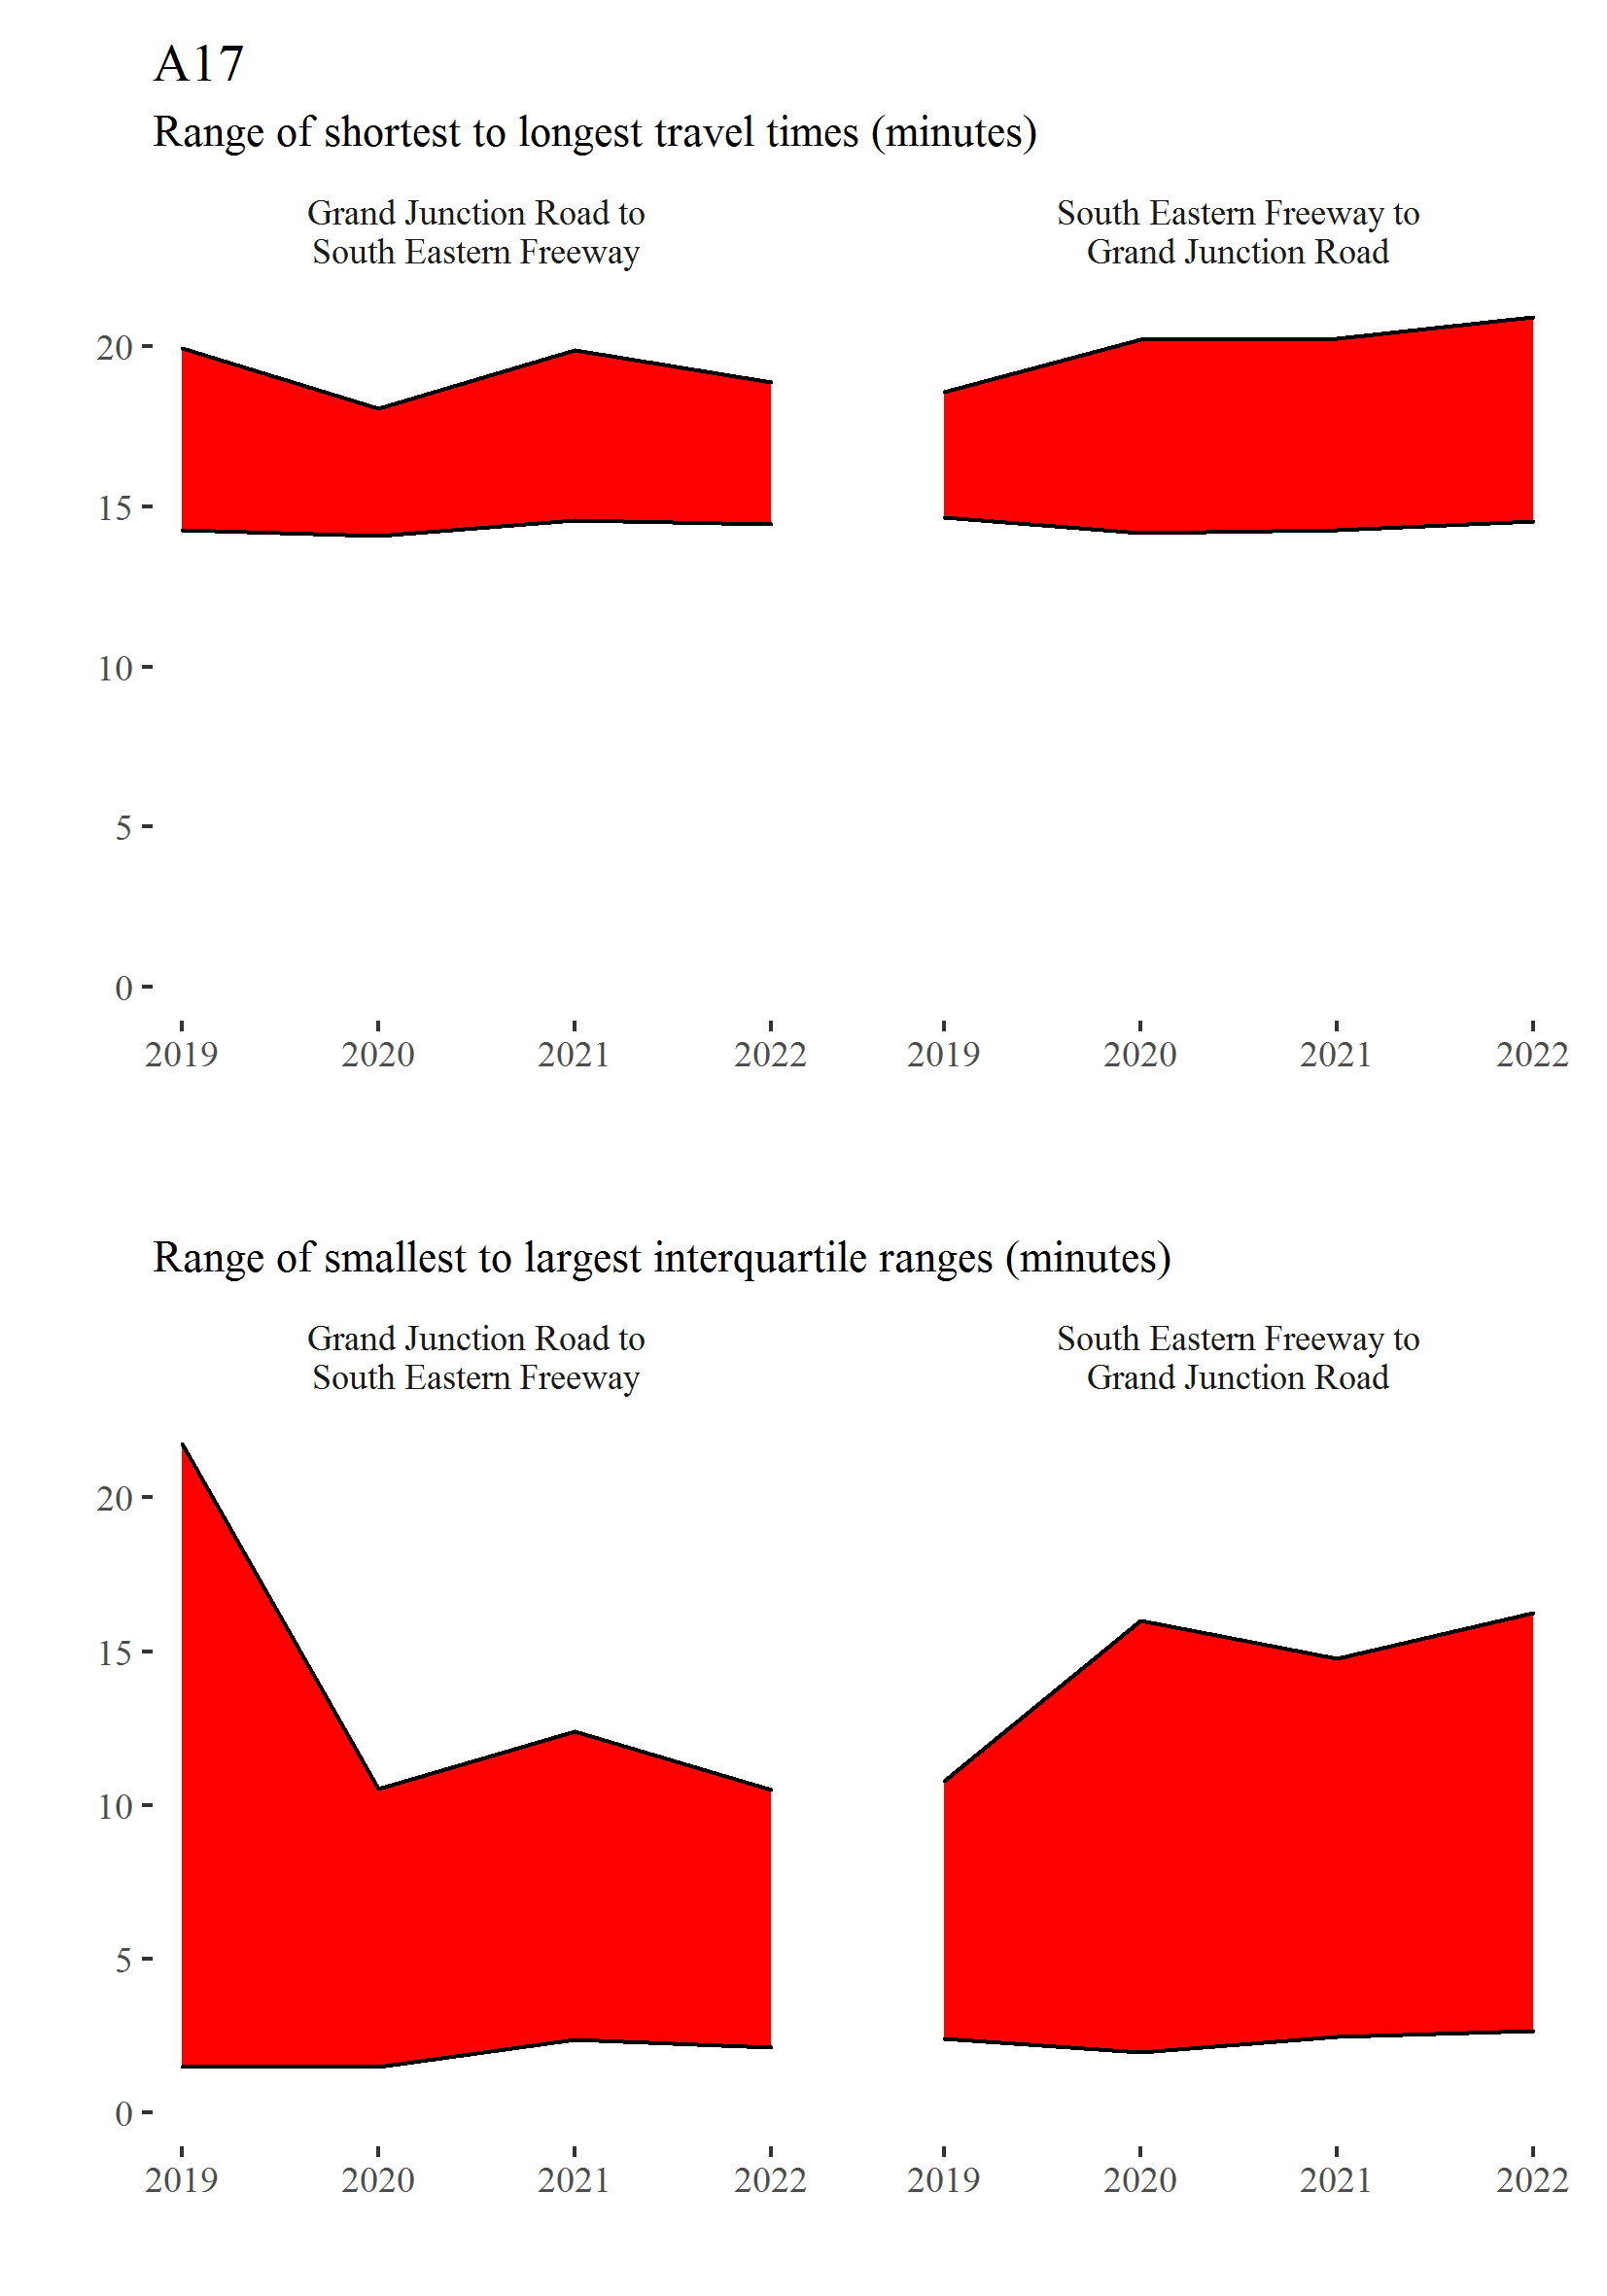 A17
Range of shortest to longest travel times (minutes)
Grand Junction Road to
South Eastern Freeway
South Eastern Freeway to
Grand Junction Road
20
15
10
5
0
2019 2020 2021 2022 2019 2020 2021 2022
Range of smallest to largest interquartile ranges (minutes)
Grand Junction Road to
South Eastern Freeway
South Eastern Freeway to
Grand Junction Road
20
15
10
5
0
2019 2020 2021 2022 2019 2020 2021 2022